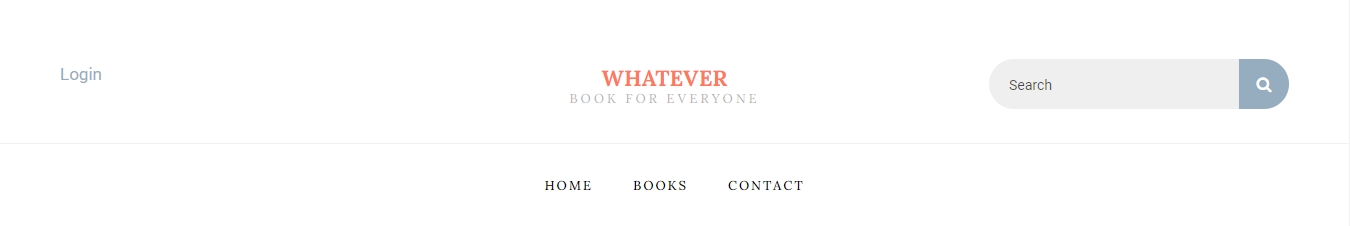 Login
WHATEVER
BOOK FOR EVERYONE
Search
HOME BOOKS CONTACT